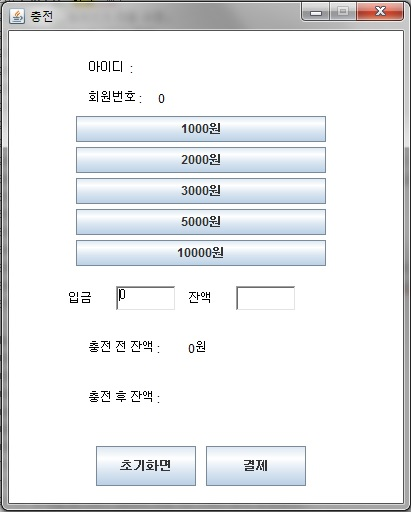 충전
아이디 :
회원번호 : 0
1000원
2000원
3000원
5000원
10000원
입금 0 잔액
충전 전 잔액 : 0원
충전 후 잔액 :
초기화면 결제